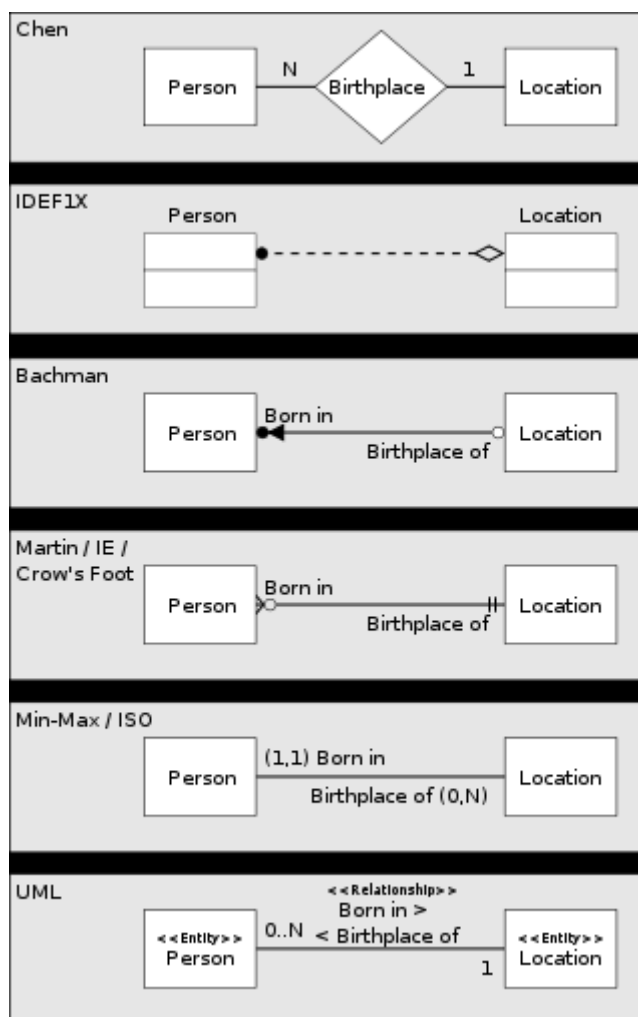 Chen
Person
N
Birthplace
1
Location
IDEF1X
Person
Location
Bachman
Person
Born in
Birthplace of
Location
Martin / IE /
Crow's Foot
Person
Born in
Birthplace of
Location
Min-Max / ISO
Person
(1,1) Born in
Birthplace of (0,N)
Location
UML
<<Entity>>
Person
0..N
<<Relationship>>
Born in >
< Birthplace of
1
<<Entity>>
Location